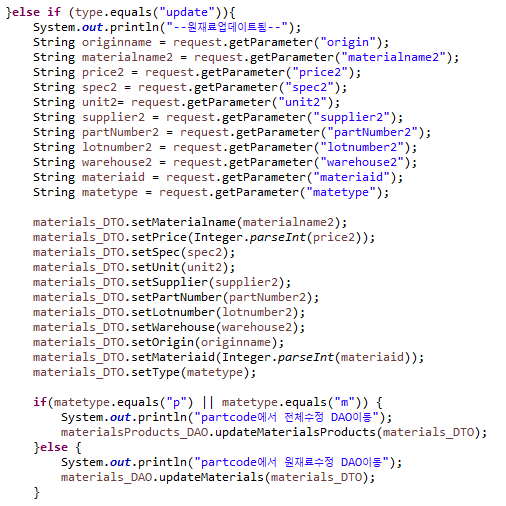 }else if (type.equals("update")){
System.out.println("--원재료업데이트됨--");
String originname = request.getParameter("origin");
String materialname2 = request.getParameter("materialname2");
String price2 = request.getParameter("price2");
String spec2 = request.getParameter("spec2");
String unit2= request.getParameter("unit2");
String supplier2 = request.getParameter("supplier2");
String partNumber2 = request.getParameter("partNumber2");
String lotnumber2 = request.getParameter("lotnumber2");
String warehouse2 = request.getParameter("warehouse2");
String materiaid = request.getParameter("materiaid");
String matetype = request.getParameter("matetype");
materials_DTO.setMaterialname(materialname2);
materials_DTO.setPrice(Integer.parseInt(price2));
materials_DTO.setSpec(spec2);
materials_DTO.setUnit(unit2);
materials_DTO.setSupplier(supplier2);
materials_DTO.setPartNumber(partNumber2);
materials_DTO.setLotnumber(lotnumber2);
materials_DTO.setWarehouse(warehouse2);
materials_DTO.setOrigin(originname);
materials_DTO.setMateriaid(Integer.parseInt(materiaid));
materials_DTO.setType(matetype);
if(matetype.equals("p") || matetype.equals("m")) {
System.out.println("partcode에서 전체수정 DAO이동");
materialsProducts_DAO.updateMaterialsProducts(materials_DTO);
}else {
System.out.println("partcode에서 원재료수정 DAO이동");
materials_DAO.updateMaterials(materials_DTO);
}